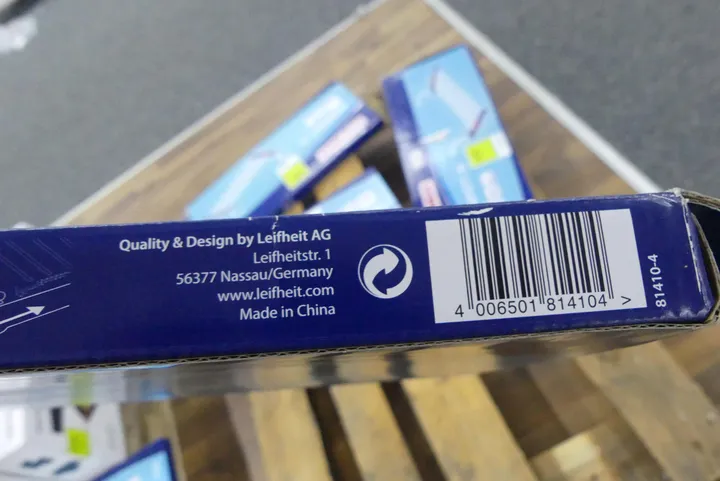 Quality & Design by Leifheit AG
Leifheitstr. 1
56377 Nassau/Germany
www.leifheit.com
Made in China
4 006501 814104 >
81410-4